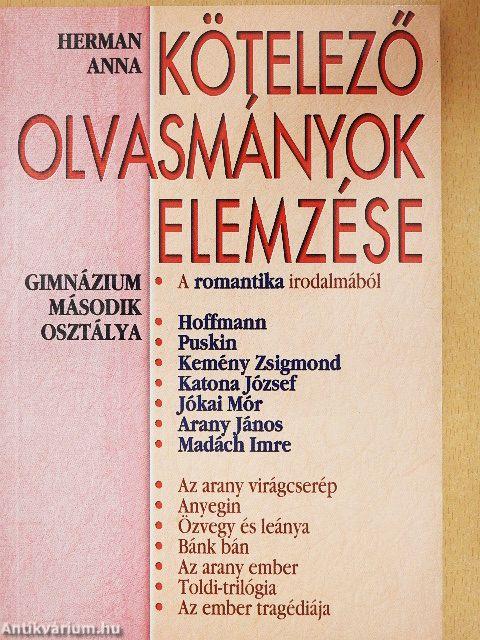 HERMAN
ANNA
KÖTELEZŐ
OLVASMÁNYOK
ELEMZÉSE
GIMNÁZIUM
MÁSODIK
OSZTÁLYA
• A romantika irodalmából
• Hoffmann
• Puskin
• Kemény Zsigmond
• Katona József
• Jókai Mór
• Arany János
• Madách Imre
• Az arany virágcserép
• Anyegin
• Özvegy és leánya
• Bánk bán
• Az arany ember
• Toldi-trilógia
• Az ember tragédiája
Antikvárium.hu